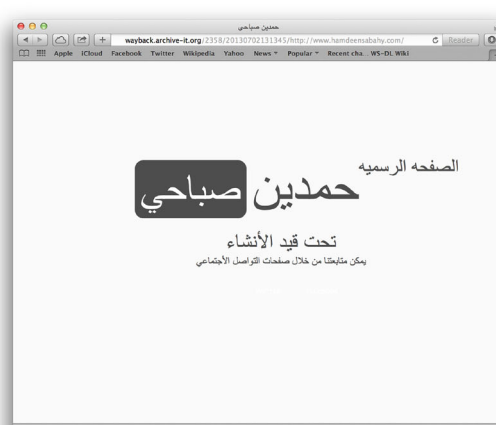 حمدين صباحي
wayback.archive-it.org/2358/20130702131345/http://www.hamdeensabahy.com/
Reader
Apple iCloud Facebook Twitter Wikipedia Yahoo News Popular Recent cha...WS-DL Wiki
الصفحه الرسميه
حمدين صباحي
تحت قيد الأنشاء
يمكن متابعتنا من خلال صفحات التواصل الأجتماعي